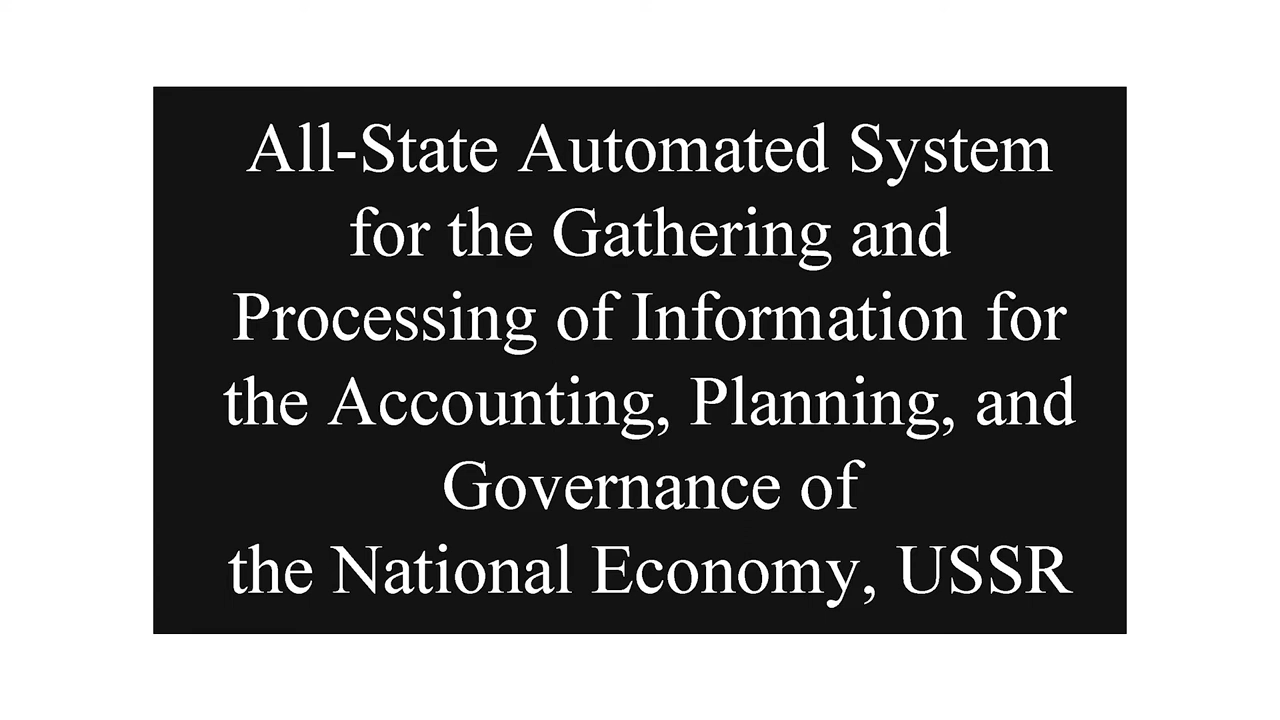 All-State Automated System
for the Gathering and
Processing of Information for
the Accounting, Planning, and
Governance of
the National Economy, USSR